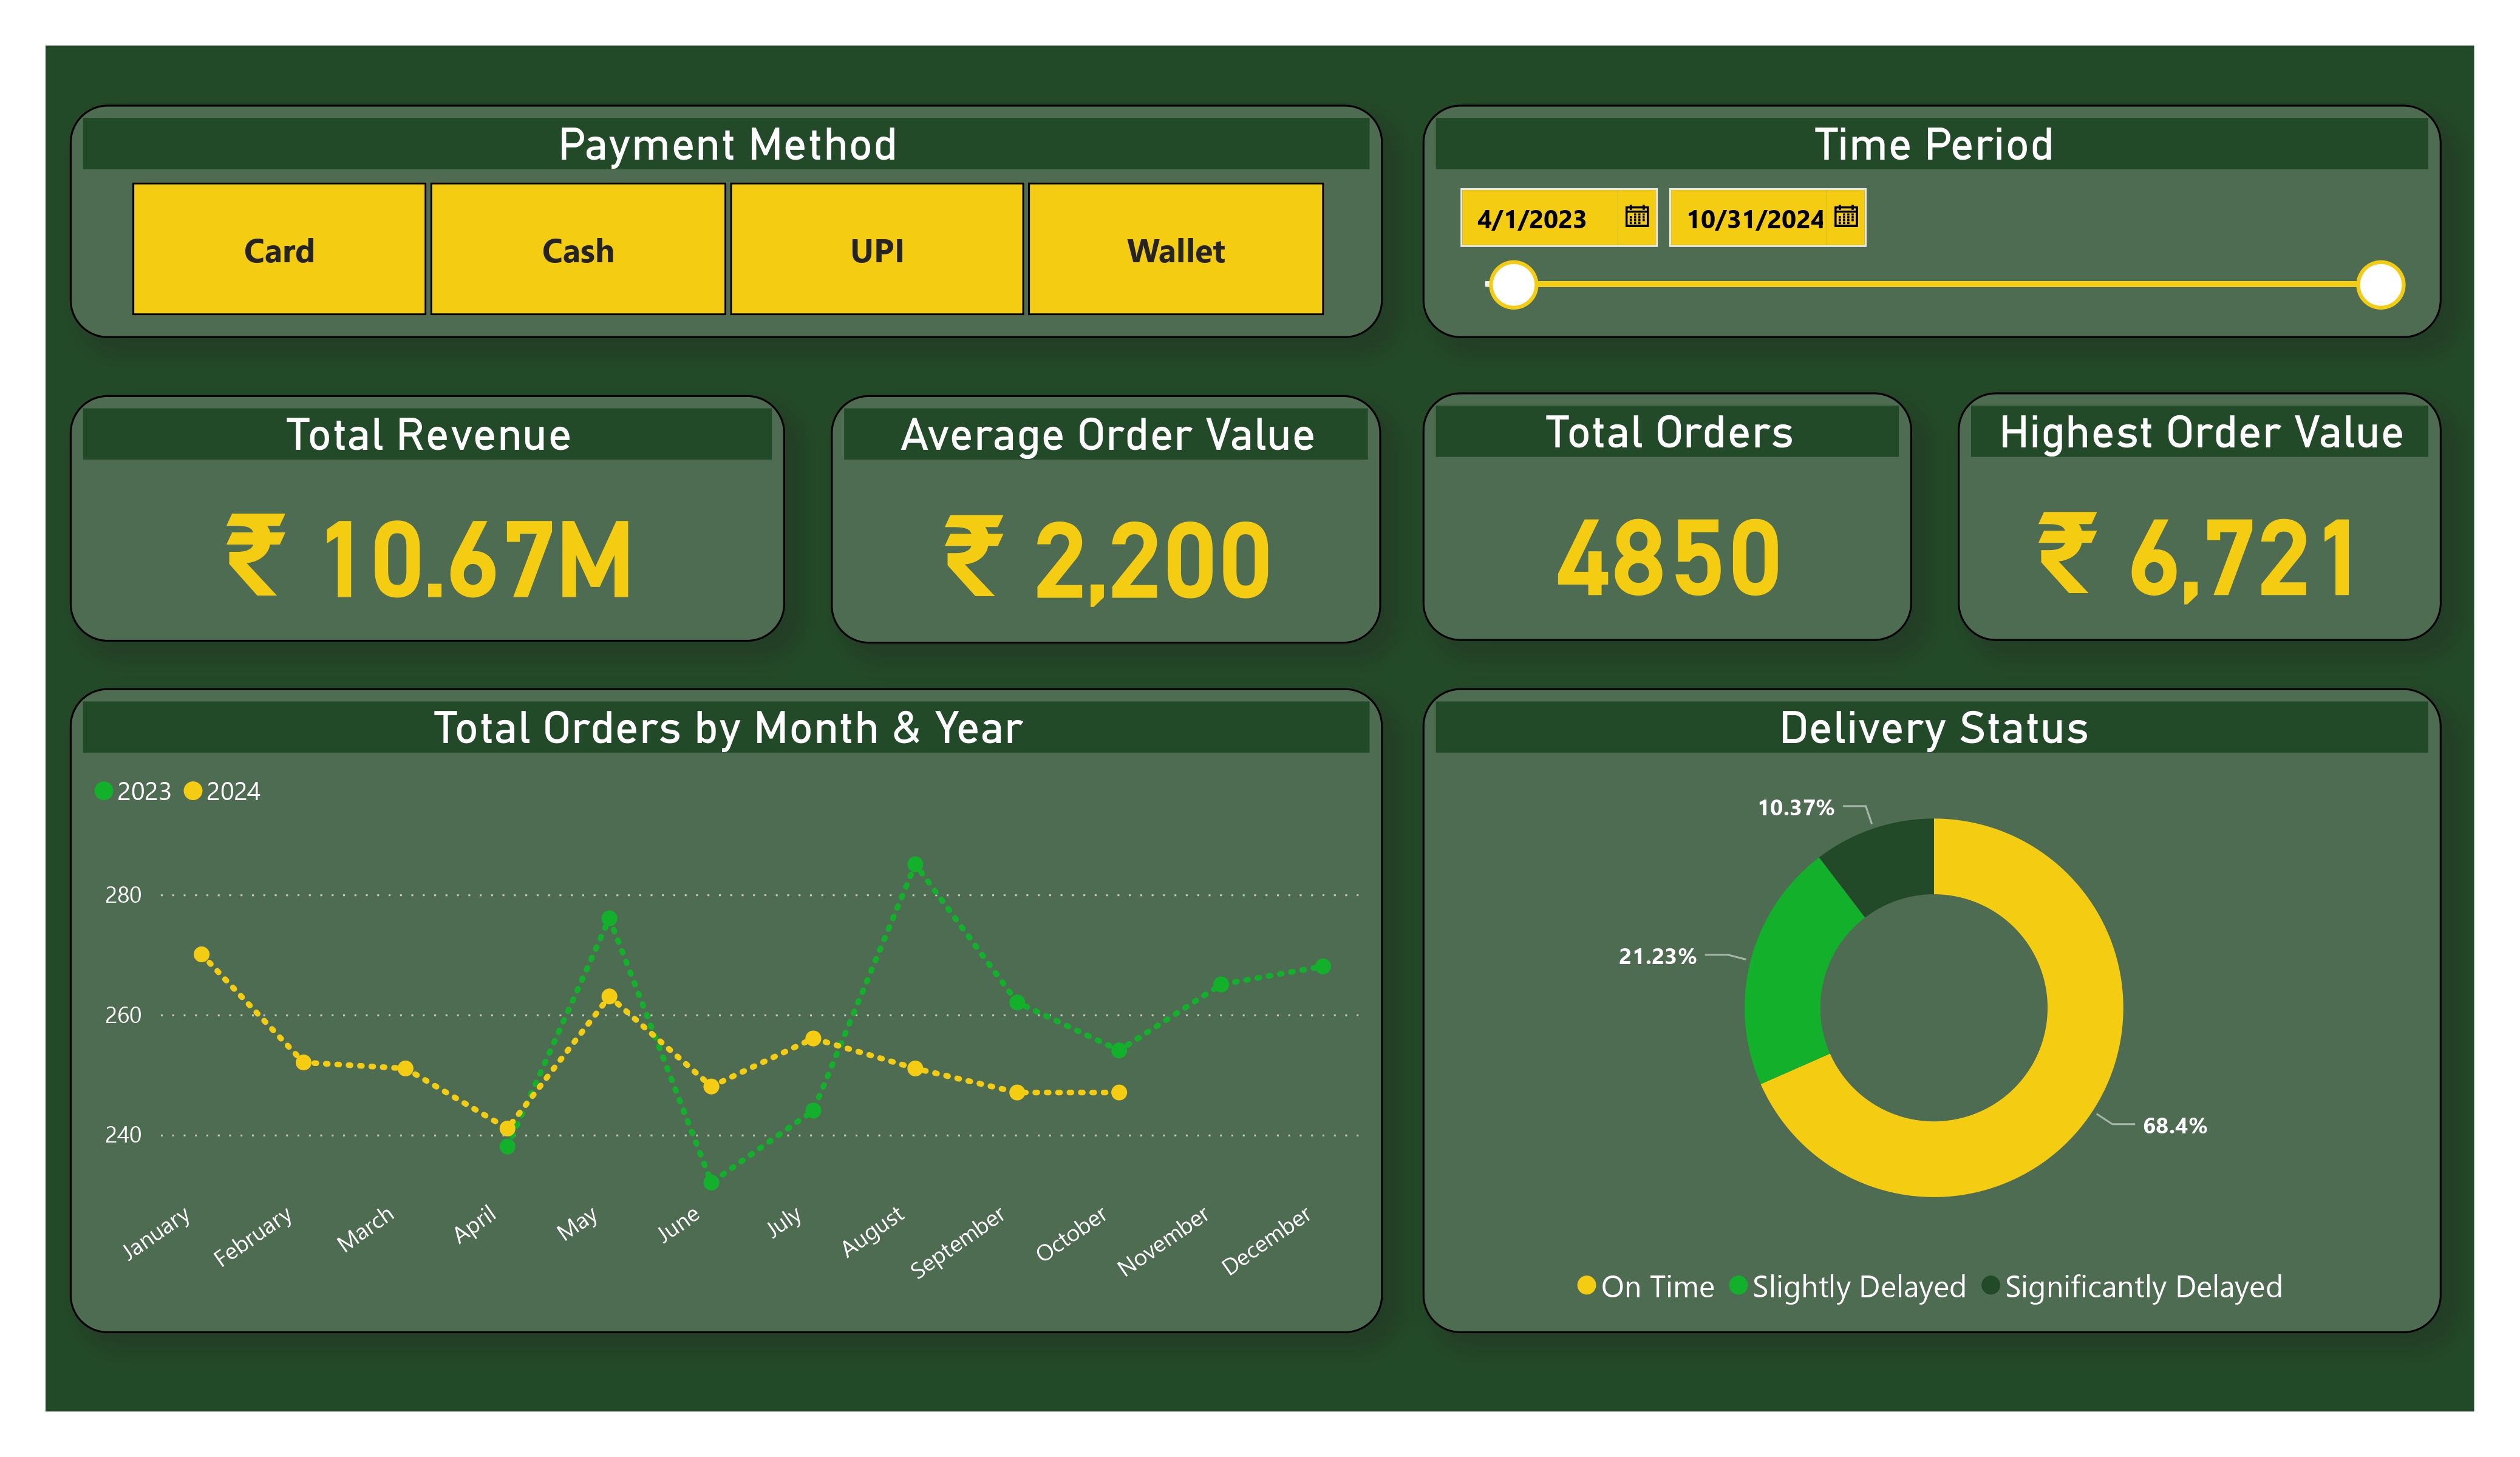 Payment Method
Card
Cash
UPI
Wallet
Time Period
4/1/2023
10/31/2024
Total Revenue
₹ 10.67M
Average Order Value
₹ 2,200
Total Orders
4850
Highest Order Value
₹ 6,721
Total Orders by Month & Year
2023 2024
280
260
240
January
February
March
April
May
June
July
August
September
October
November
December
Delivery Status
10.37%
21.23%
68.4%
On Time Slightly Delayed Significantly Delayed